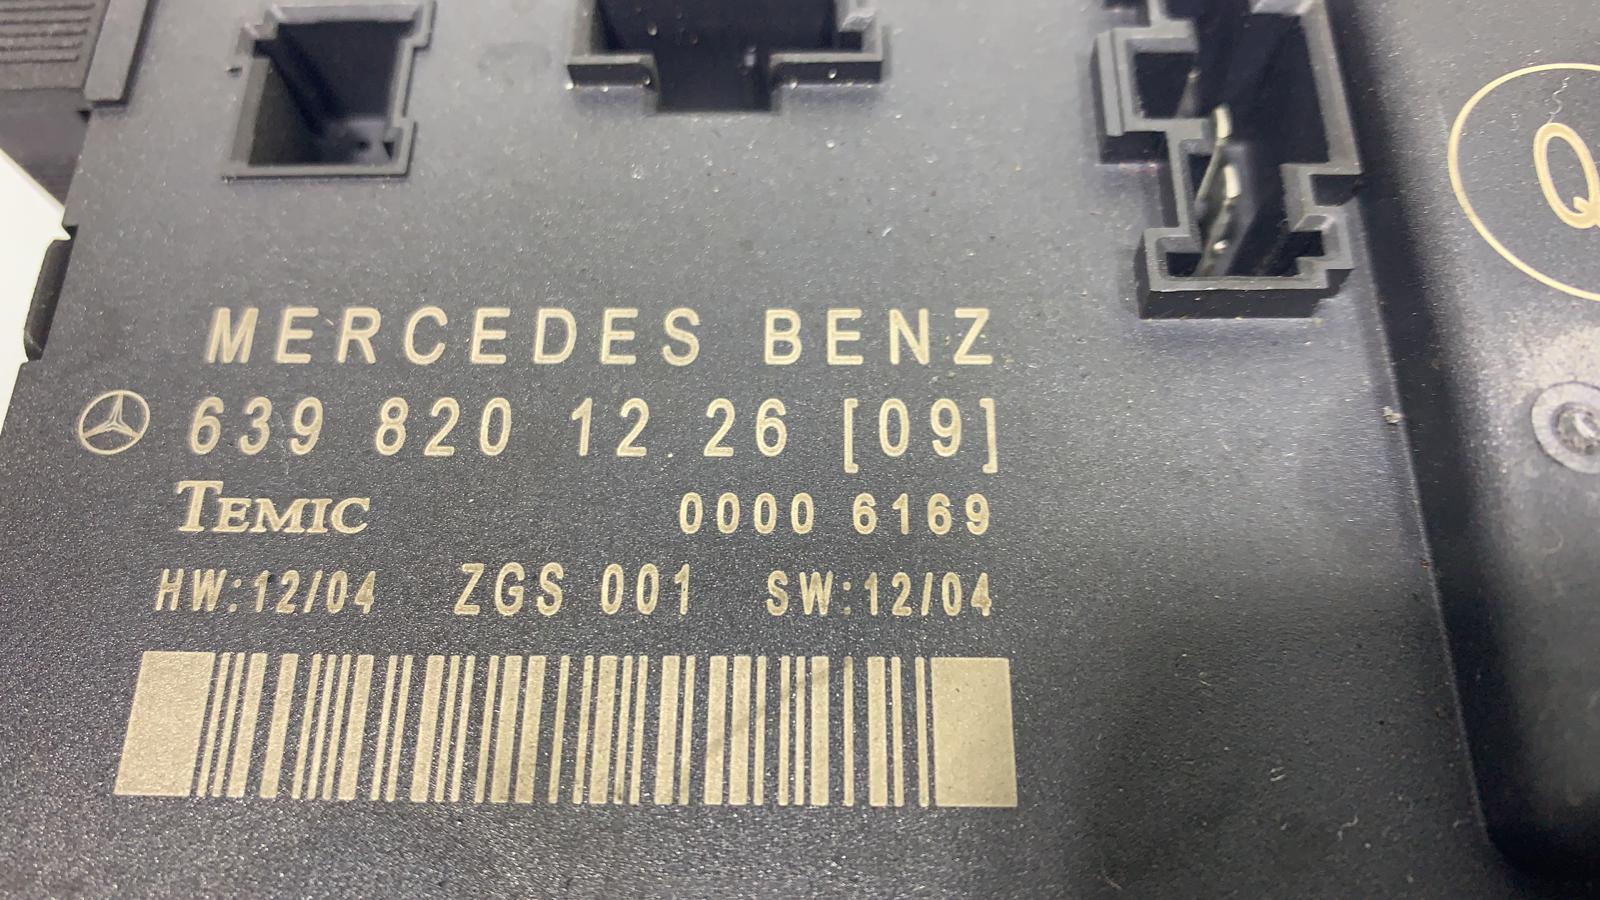 Q
MERCEDES BENZ
639 820 12 26 [09]
TEMIC 0000 6169
HW:12/04 ZGS 001 SW:12/04